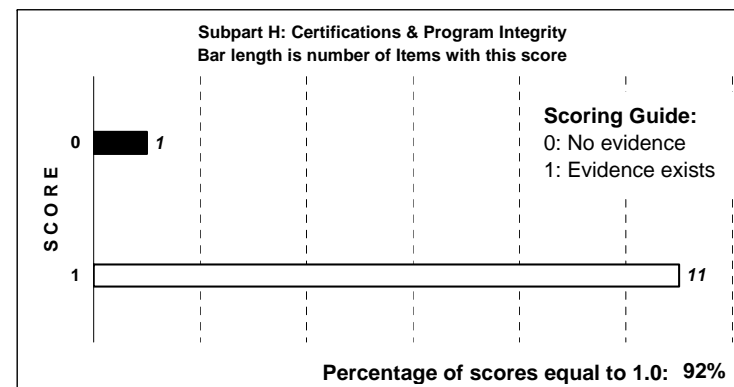 Subpart H: Certifications & Program Integrity
Bar length is number of Items with this score
Scoring Guide:
0: No evidence
1: Evidence exists
SCORE
0
1
1
11
Percentage of scores equal to 1.0: 92%